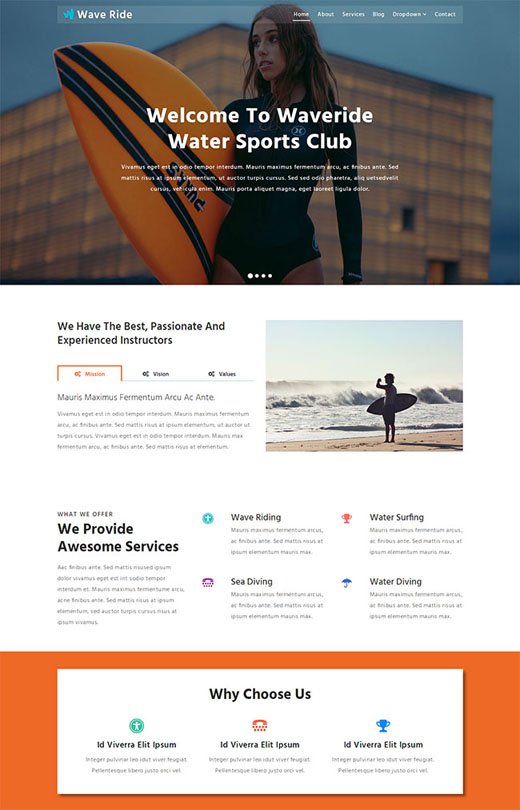 Wave Ride
Home About Services Blog Dropdown Contact
Welcome To Waveride
Water Sports Club
Vivamus eget est in odio tempor interdum. Mauris maximus fermentum arcu, ac finibus ante. Sed
mattis risus at ipsum elementum, ut auctor turpis cursus. Sed sed odio pharetra, aliq uetsedvelit
cursus, vehicula enim. Mauris porta aliquet magna, eget laoreet ligula dolor.
We Have The Best, Passionate And
Experienced Instructors
Mission Vision Values
Mauris Maximus Fermentum Arcu Ac Ante.
Vivamus eget est in odio tempor interdum. Mauris maximus fermentum
arcu, ac finibus ante. Sed mattis risus at ipsum elementum, ut auctor ut
turpis cursus. Vivamus eget est in odio tempor interdum. Mauris max
fermentum arcu, ac finibus ante. Sed mattis risus at elementum.
WHAT WE OFFER
We Provide
Awesome Services
Aac finibus ante. Sed mattis risused ipsum
dolor vivamus eget est int sodio tempor
interdum et. Mauris maximus fermentume arcu,
acne finibus ante. Sed mattis risus at ipsum
elementum, sed auctor turpis cursus risus at
ipsum vivamus.
Wave Riding
Mauris maximus fermentum arcus,
ac finibus ante. Sed mattis risus at
ipsum elementum mauris max.
Water Surfing
Mauris maximus fermentum arcus,
ac finibus ante. Sed mattis risus at
ipsum elementum mauris max.
Sea Diving
Mauris maximus fermentum arcus,
ac finibus ante. Sed mattis risus at
ipsum elementum mauris max.
Water Diving
Mauris maximus fermentum arcus,
ac finibus ante. Sed mattis risus at
ipsum elementum mauris max.
Why Choose Us
Id Viverra Elit Ipsum
Integer pulvinar leo idut viver feugiat.
Pellentesque libero justo orci vel.
Id Viverra Elit Ipsum
Integer pulvinar leo idut viver feugiat.
Pellentesque libero justo orci vel.
Id Viverra Elit Ipsum
Integer pulvinar leo idut viver feugiat.
Pellentesque libero justo orci vel.